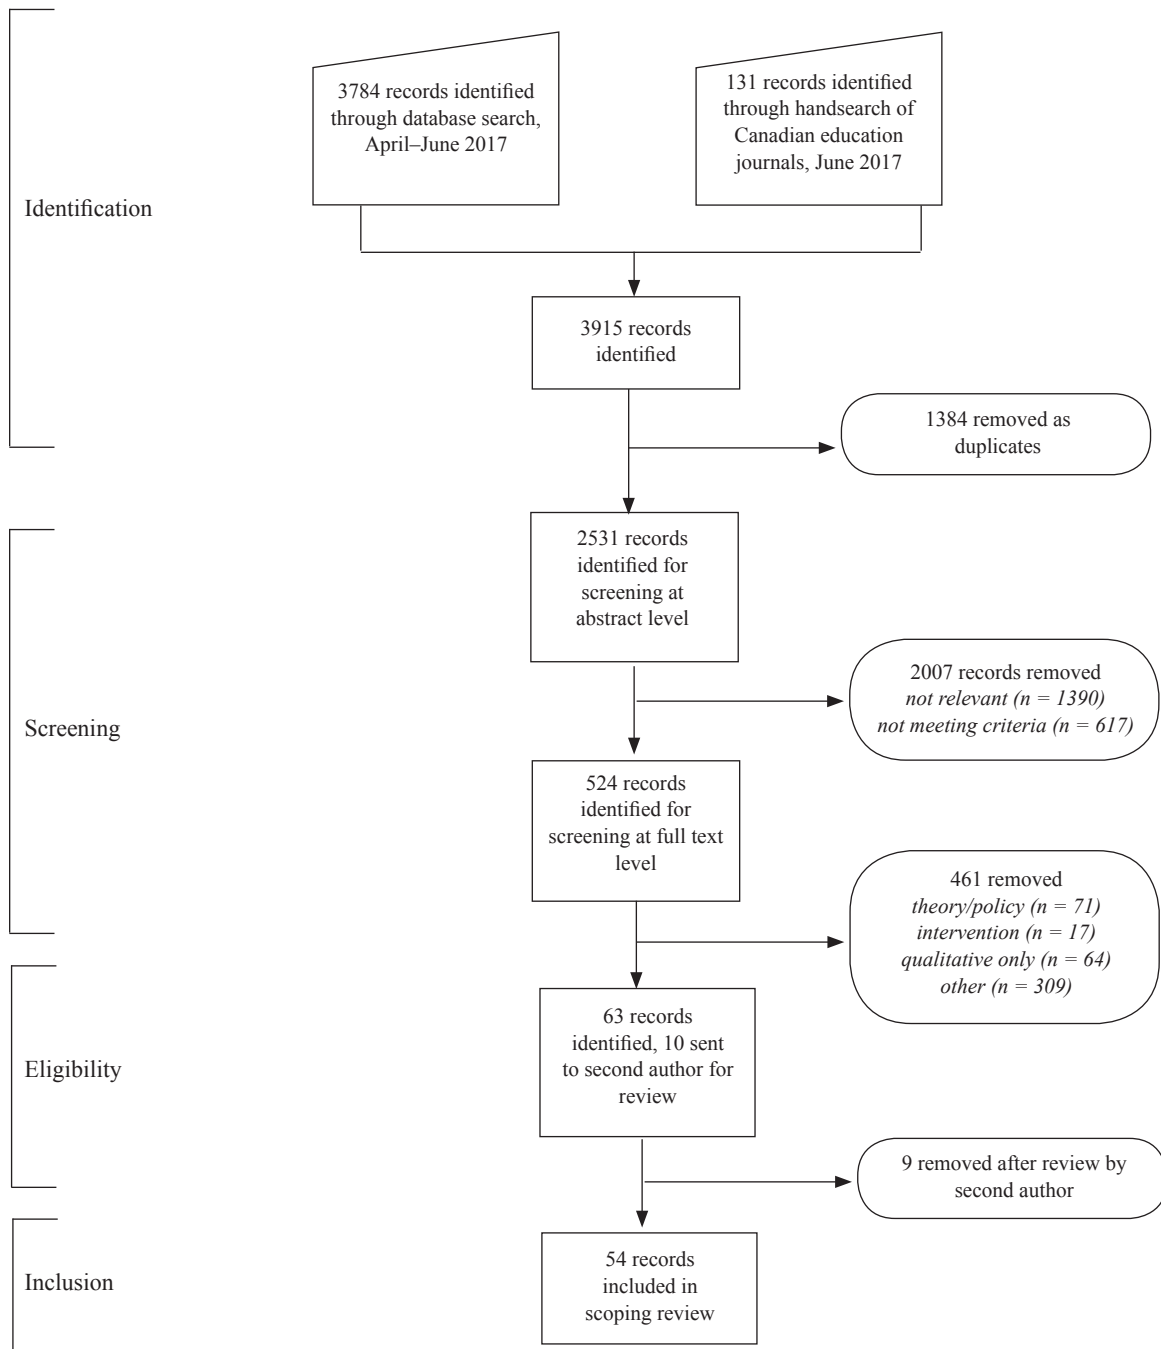 Identification
3784 records identified
through database search,
April–June 2017
131 records identified
through handsearch of
Canadian education
journals, June 2017
3915 records
identified
1384 removed as
duplicates
Screening
2531 records
identified for
screening at
abstract level
2007 records removed
not relevant (n = 1390)
not meeting criteria (n = 617)
524 records
identified for
screening at full text
level
461 removed
theory/policy (n = 71)
intervention (n = 17)
qualitative only (n = 64)
other (n = 309)
Eligibility
63 records
identified, 10 sent
to second author for
review
9 removed after review by
second author
Inclusion
54 records
included in
scoping review